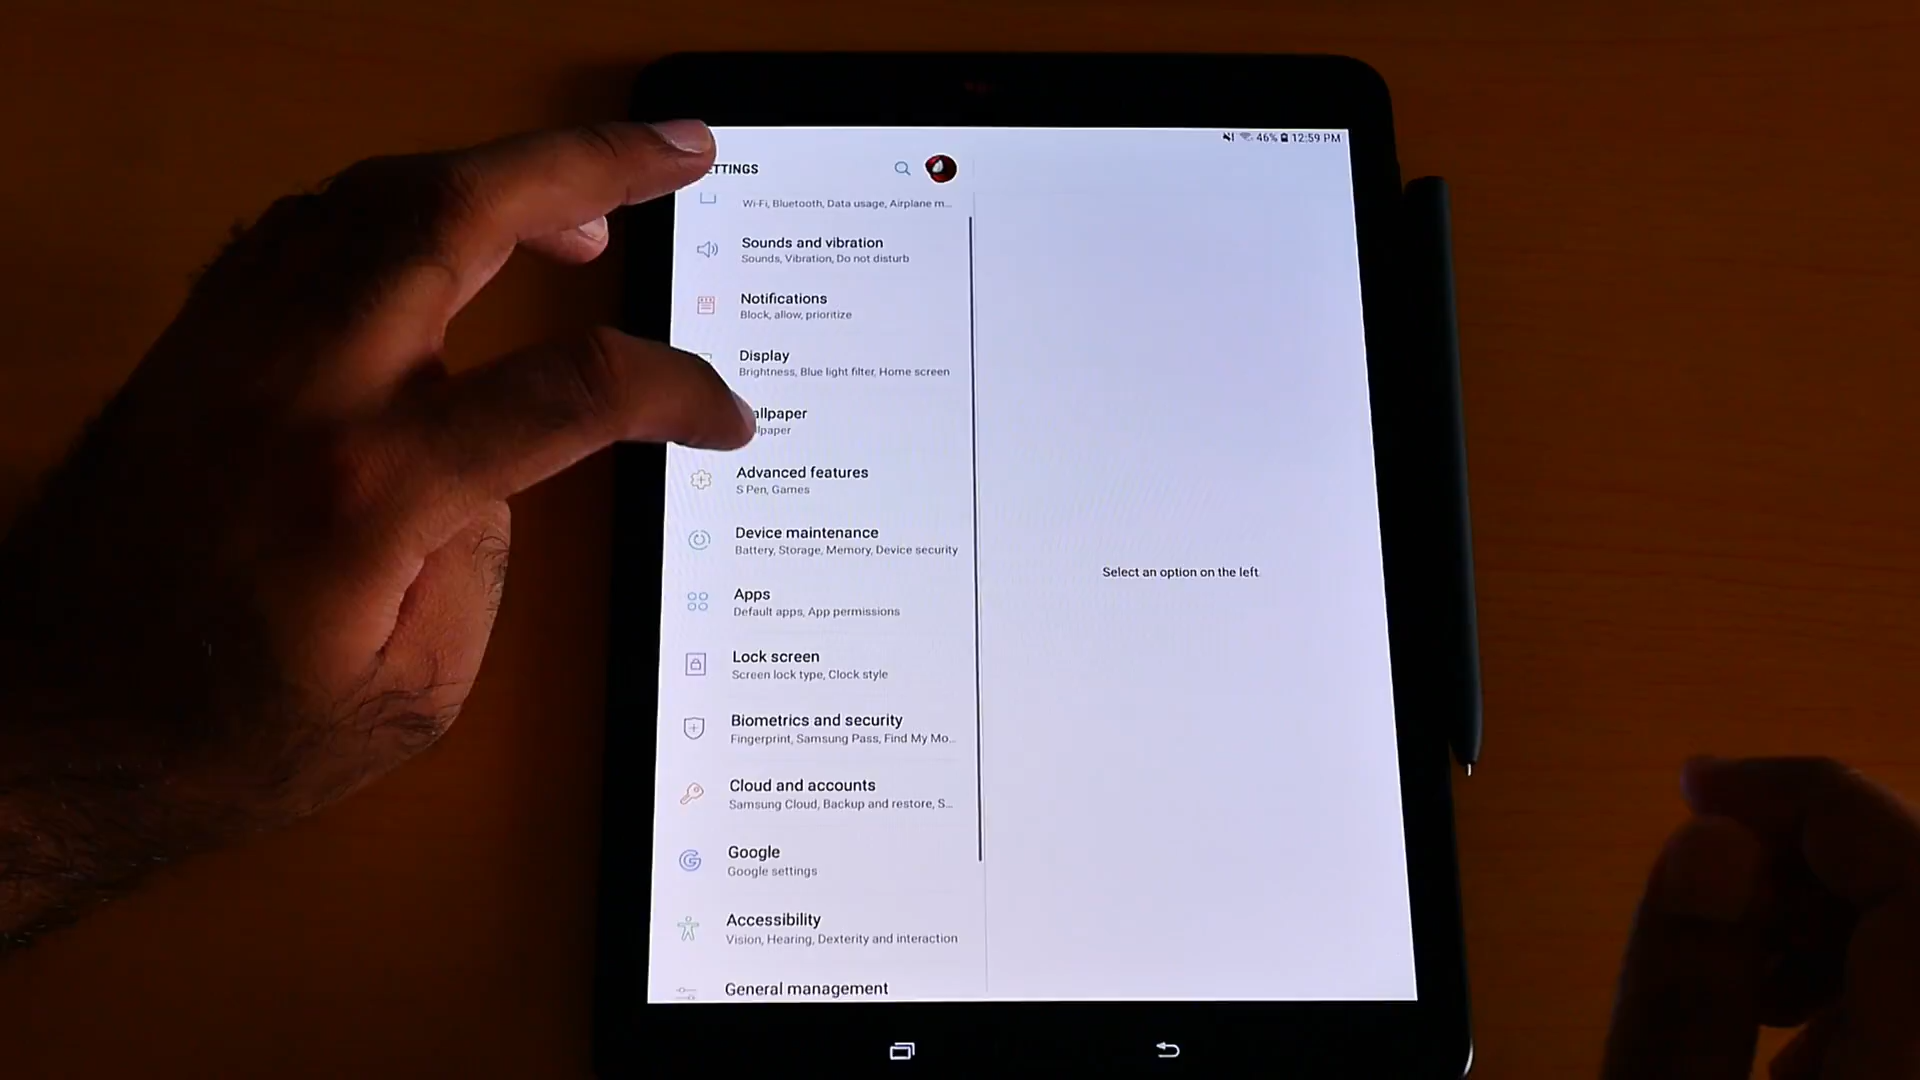 46% 12:59 PM
ETTINGS
Wi-Fi, Bluetooth, Data usage, Airplane m...
Sounds and vibration
Sounds, Vibration, Do not disturb
Notifications
Block, allow, prioritize
Display
Brightness, Blue light filter, Home screen
allpaper
llpaper
Advanced features
S Pen, Games
Device maintenance
Battery, Storage, Memory, Device security
Apps
Default apps, App permissions
Lock screen
Screen lock type, Clock style
Biometrics and security
Fingerprint, Samsung Pass, Find My Mo...
Cloud and accounts
Samsung Cloud, Backup and restore, S...
Google
Google settings
Accessibility
Vision, Hearing, Dexterity and interaction
General management
Select an option on the left.